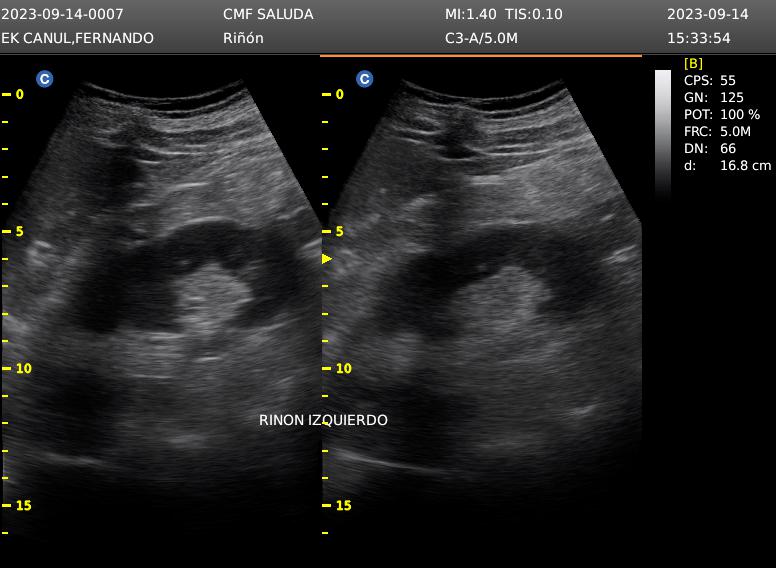 2023-09-14-0007 CMF SALUDA MI:1.40 TIS:0.10 2023-09-14
EK CANUL,FERNANDO Riñón C3-A/5.0M 15:33:54
[B]
CPS: 55
GN: 125
POT: 100 %
FRC: 5.0M
DN: 66
d: 16.8 cm
C C
0 0
5 5
10 10
RINON IZQUIERDO
15 15